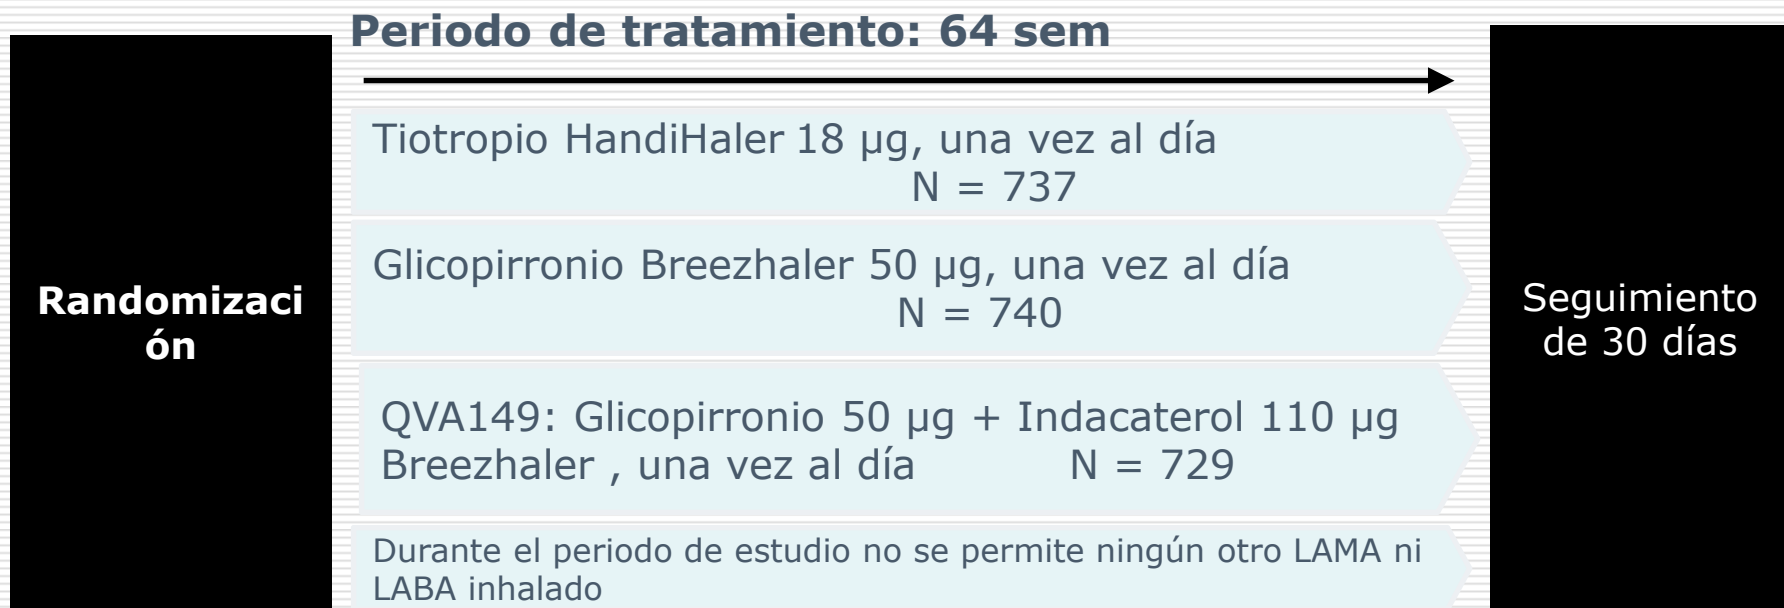 Periodo de tratamiento: 64 sem
Randomizaci
ón
Tiotropio HandiHaler 18 µg, una vez al día
N = 737
Glicopirronio Breezhaler 50 µg, una vez al día
N = 740
QVA149: Glicopirronio 50 µg + Indacaterol 110 µg
Breezhaler , una vez al día N = 729
Durante el periodo de estudio no se permite ningún otro LAMA ni
LABA inhalado
Seguimiento
de 30 días